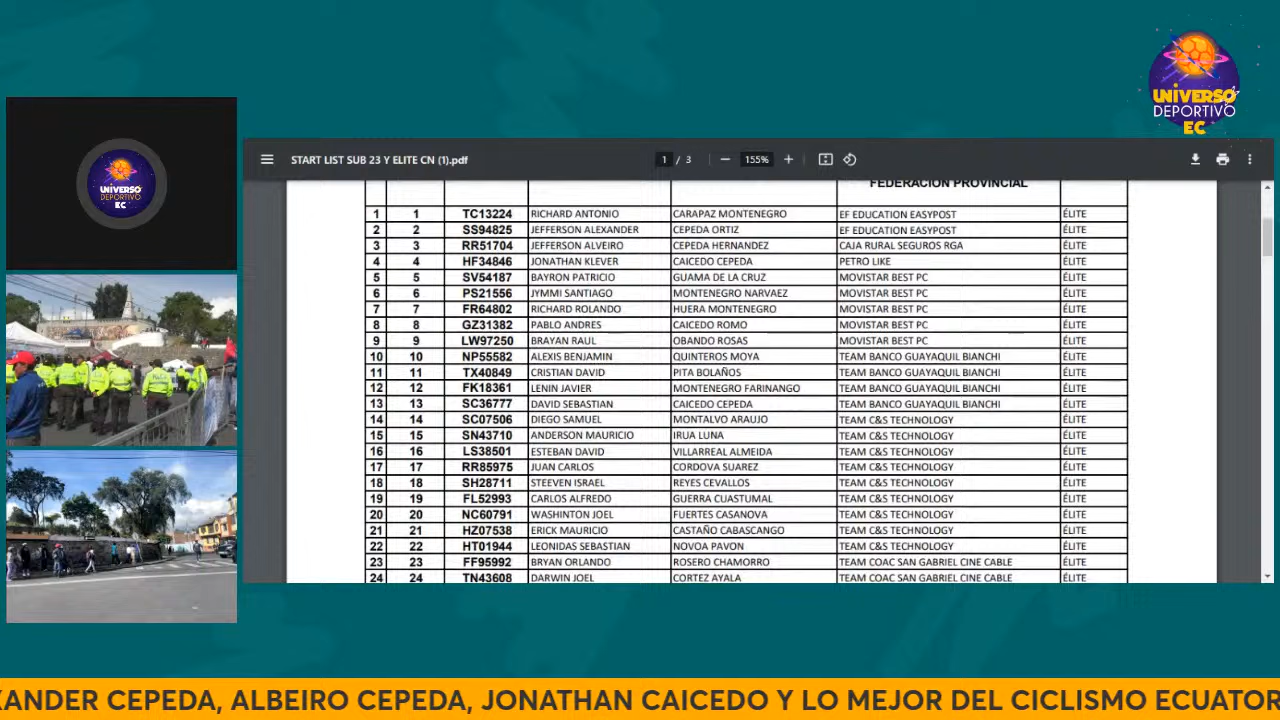 UNIVERSO
DEPORTIVO
EC
UNIVERSO
DEPORTIVO
EC
START LIST SUB 23 Y ELITE CN (1).pdf
1 / 3
155%
FEDERACION PROVINCIAL
1 1 TC13224 RICHARD ANTONIO CARAPAZ MONTENEGRO EF EDUCATION EASYPOST ÉLITE
2 2 SS94825 JEFFERSON ALEXANDER CEPEDA ORTIZ EF EDUCATION EASYPOST ÉLITE
3 3 RR51704 JEFFERSON ALVEIRO CEPEDA HERNANDEZ CAJA RURAL SEGUROS RGA ÉLITE
4 4 HF34846 JONATHAN KLEVER CAICEDO CEPEDA PETRO LIKE ÉLITE
5 5 SV54187 BAYRON PATRICIO GUAMA DE LA CRUZ MOVISTAR BEST PC ÉLITE
6 6 PS21556 JYMMI SANTIAGO MONTENEGRO NARVAEZ MOVISTAR BEST PC ÉLITE
7 7 FR64802 RICHARD ROLANDO HUERA MONTENEGRO MOVISTAR BEST PC ÉLITE
8 8 GZ31382 PABLO ANDRES CAICEDO ROMO MOVISTAR BEST PC ÉLITE
9 9 LW97250 BRAYAN RAUL OBANDO ROSAS MOVISTAR BEST PC ÉLITE
10 10 NP55582 ALEXIS BENJAMIN QUINTEROS MOYA TEAM BANCO GUAYAQUIL BIANCHI ÉLITE
11 11 TX40849 CRISTIAN DAVID PITA BOLAÑOS TEAM BANCO GUAYAQUIL BIANCHI ÉLITE
12 12 FK18361 LENIN JAVIER MONTENEGRO FARINANGO TEAM BANCO GUAYAQUIL BIANCHI ÉLITE
13 13 SC36777 DAVID SEBASTIAN CAICEDO CEPEDA TEAM BANCO GUAYAQUIL BIANCHI ÉLITE
14 14 SC07506 DIEGO SAMUEL MONTALVO ARAUJO TEAM C&S TECHNOLOGY ÉLITE
15 15 SN43710 ANDERSON MAURICIO IRUA LUNA TEAM C&S TECHNOLOGY ÉLITE
16 16 LS38501 ESTEBAN DAVID VILLARREAL ALMEIDA TEAM C&S TECHNOLOGY ÉLITE
17 17 RR85975 JUAN CARLOS CORDOVA SUAREZ TEAM C&S TECHNOLOGY ÉLITE
18 18 SH28711 STEEVEN ISRAEL REYES CEVALLOS TEAM C&S TECHNOLOGY ÉLITE
19 19 FL52993 CARLOS ALFREDO GUERRA CUASTUMAL TEAM C&S TECHNOLOGY ÉLITE
20 20 NC60791 WASHINTON JOEL FUERTES CASANOVA TEAM C&S TECHNOLOGY ÉLITE
21 21 HZ07538 ERICK MAURICIO CASTAÑO CABASCANGO TEAM C&S TECHNOLOGY ÉLITE
22 22 HT01944 LEONIDAS SEBASTIAN NOVOA PAVON TEAM C&S TECHNOLOGY ÉLITE
23 23 FF95992 BRYAN ORLANDO ROSERO CHAMORRO TEAM COAC SAN GABRIEL CINE CABLE ÉLITE
24 24 TN43608 DARWIN JOEL CORTEZ AYALA TEAM COAC SAN GABRIEL CINE CABLE ÉLITE
XANDER CEPEDA, ALBEIRO CEPEDA, JONATHAN CAICEDO Y LO MEJOR DEL CICLISMO ECUATOR